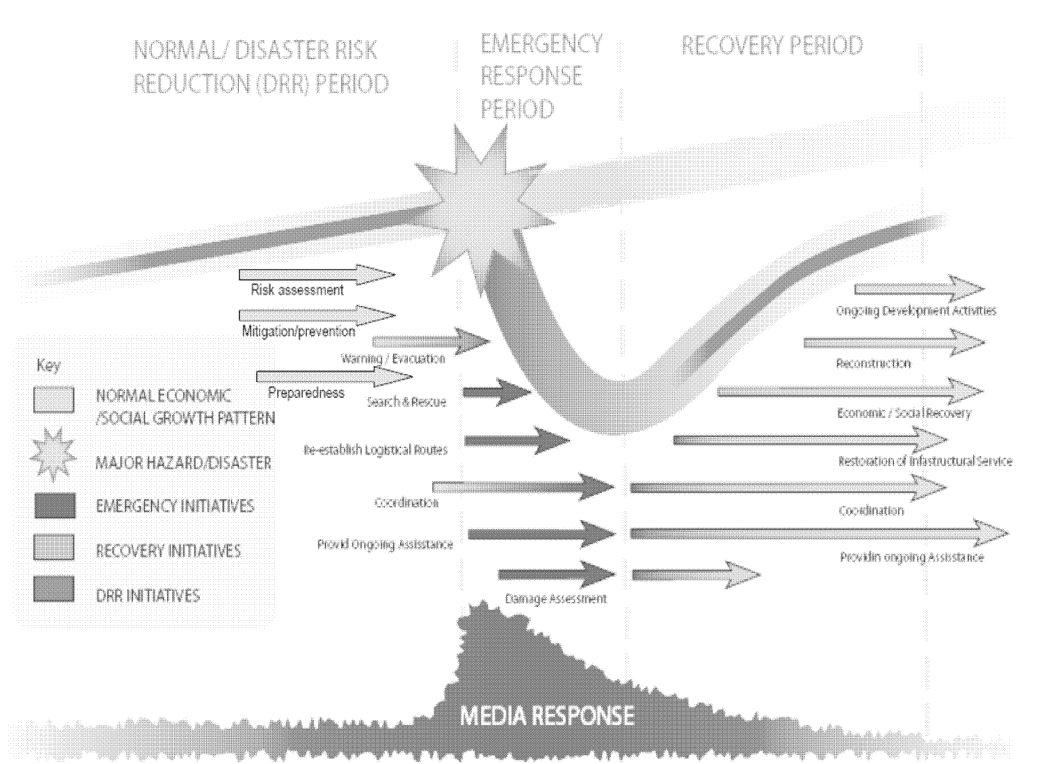 NORMAL/ DISASTER RISK
REDUCTION (DRR) PERIOD
EMERGENCY
RESPONSE
PERIOD
RECOVERY PERIOD
Risk assessment
Mitigation/prevention
Warning / Evacuation
Preparedness
Search & Rescue
Re-establish Logistical Routes
Coordination
Provid Ongoing Assisstance
Damage Assessment
Ongoing Development Activities
Reconstruction
Economic / Social Recovery
Restoration of Infastructural Service
Coordination
Providin ongoing Assisstance
Key
NORMAL ECONOMIC
/SOCIAL GROWTH PATTERN
MAJOR HAZARD/DISASTER
EMERGENCY INITIATIVES
RECOVERY INITIATIVES
DRR INITIATIVES
MEDIA RESPONSE